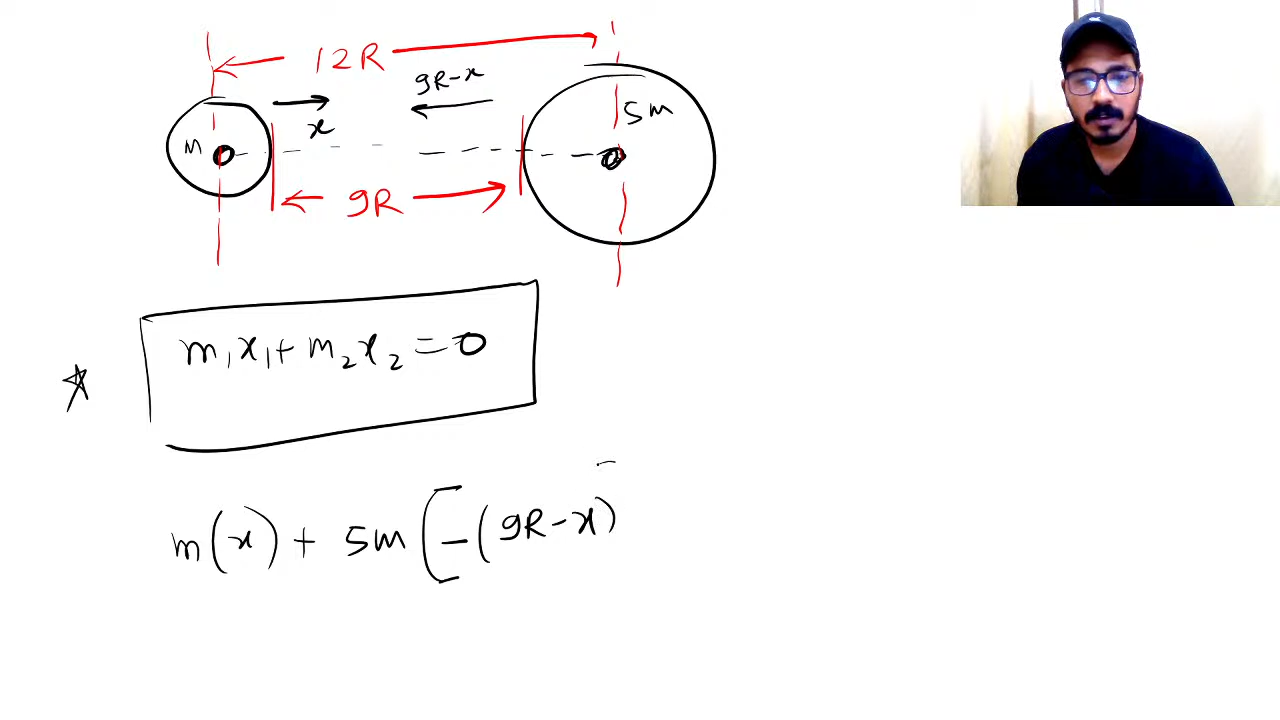 12R
9R-x
x
m
5m
9R
m₁x₁ + m₂x₂ = 0
m(x) + 5m[-(9R-x)